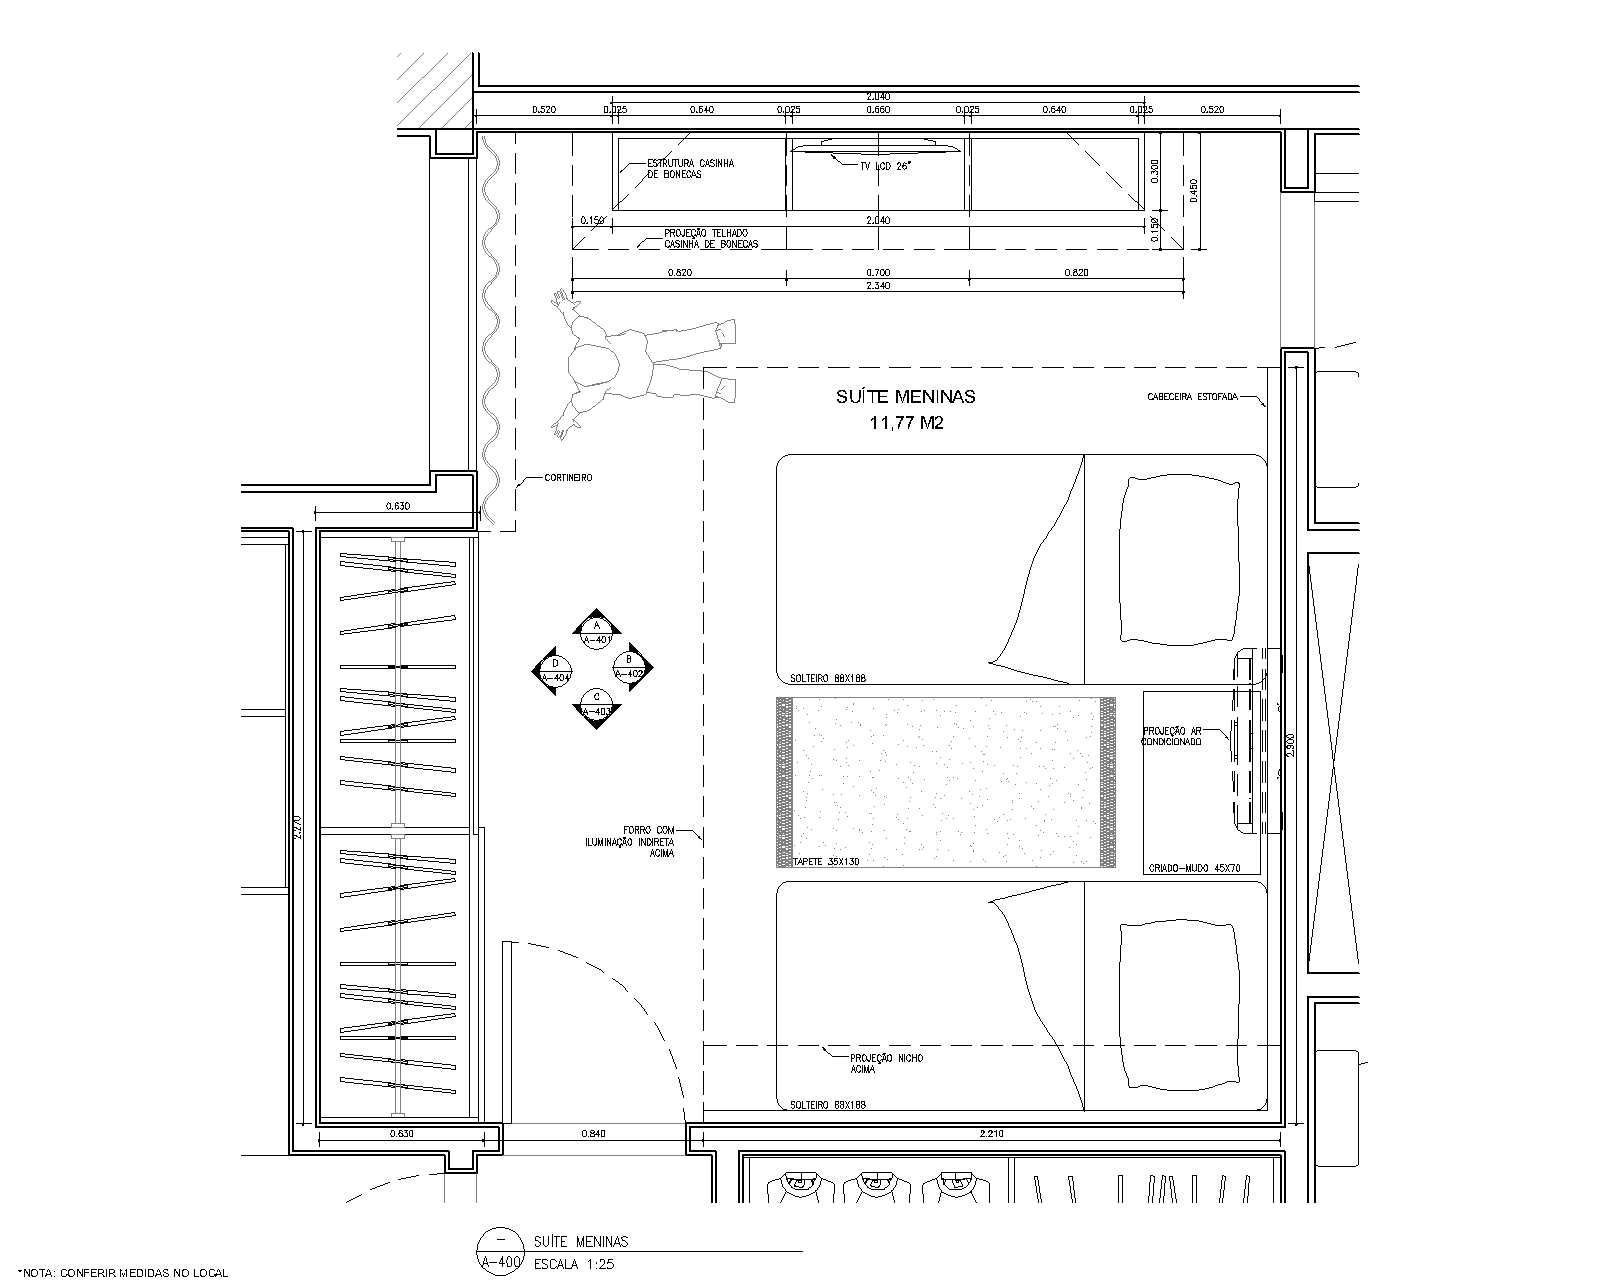 2.040
0.520 0.025 0.640 0.025 0.660 0.025 0.640 0.025 0.520
ESTRUTURA CASINHA
DE BONECAS
TV LCD 26"
0.300
0.450
0.150
0.150
2.040
PROJEÇÃO TELHADO
CASINHA DE BONECAS
0.820 0.700 0.820
2.340
SUÍTE MENINAS
11,77 M2
CABECEIRA ESTOFADA
CORTINEIRO
0.630
A
A-401
D
A-404
B
A-402
C
A-403
SOLTEIRO 88X188
PROJEÇÃO AR
CONDICIONADO
2.900
2.270
FORRO COM
ILUMINAÇÃO INDIRETA
ACIMA
TAPETE 35X130
CRIADO-MUDO 45X70
PROJEÇÃO NICHO
ACIMA
SOLTEIRO 88X188
0.630 0.840 2.210
SUÍTE MENINAS
A-400
ESCALA 1:25
*NOTA: CONFERIR MEDIDAS NO LOCAL